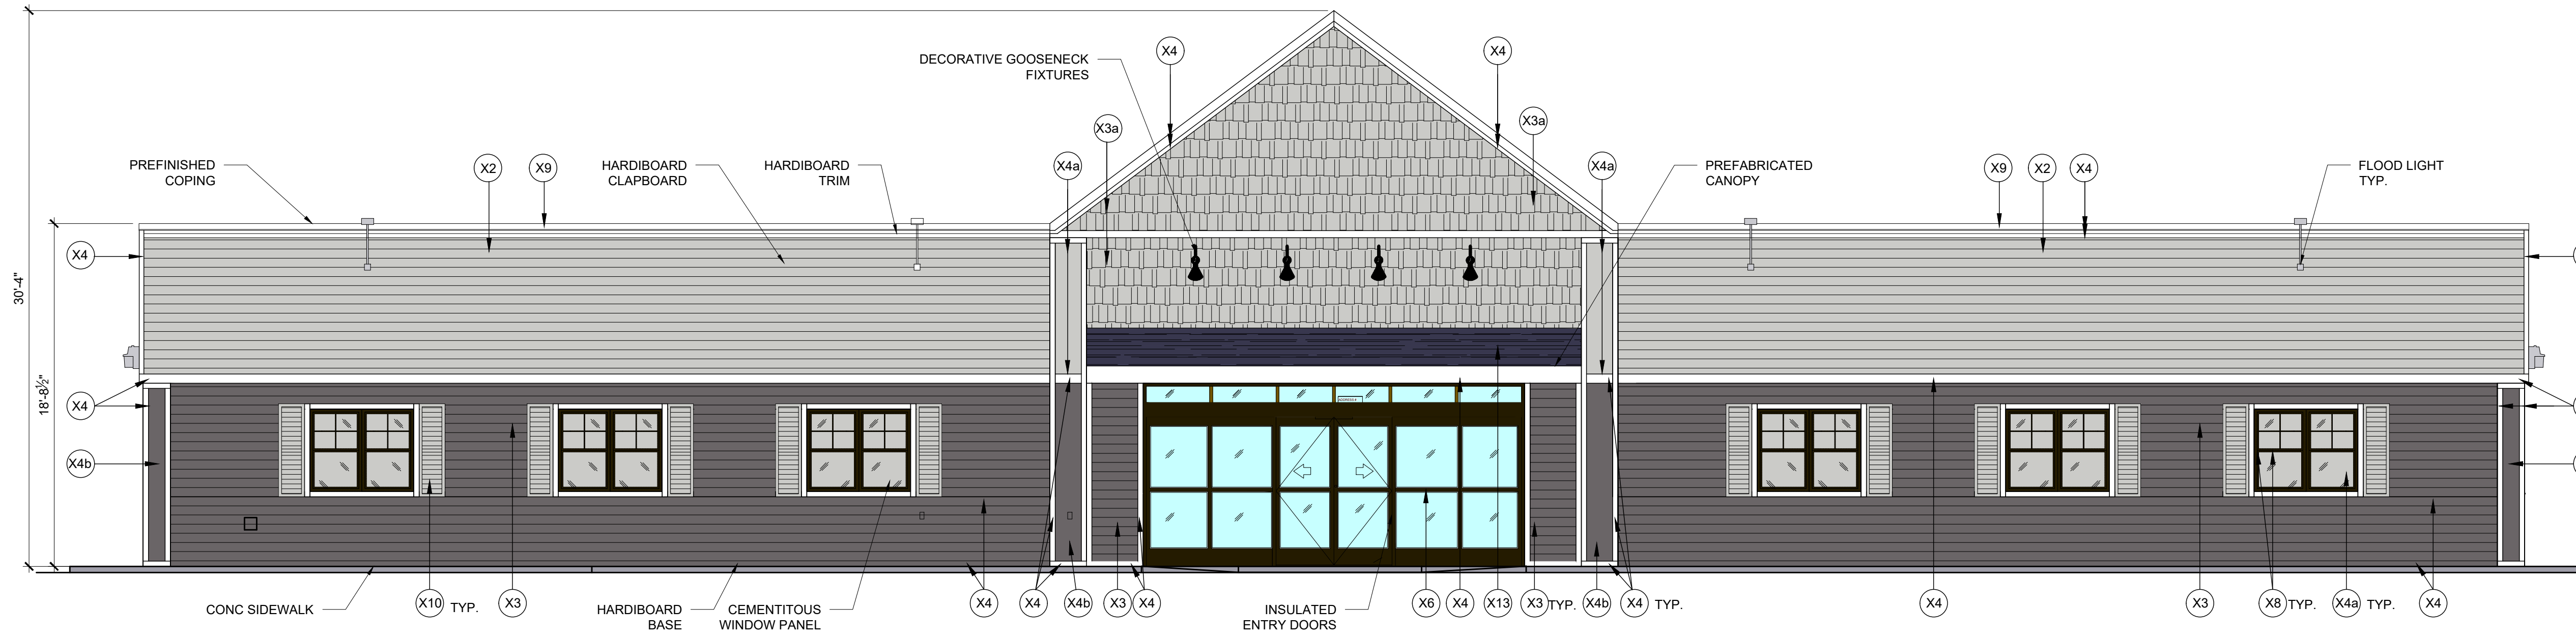 X4
X4
DECORATIVE GOOSENECK
FIXTURES
X3a
X3a
PREFINISHED
COPING
X2
X9
HARDIBOARD
CLAPBOARD
HARDIBOARD
TRIM
X4a
X4a
PREFABRICATED
CANOPY
X9
X2
X4
FLOOD LIGHT
TYP.
X4
30'-4"
18'-8½"
X4
X4b
CONC SIDEWALK
X10 TYP.
X3
HARDIBOARD
BASE
CEMENTITOUS
WINDOW PANEL
X4
X4
X4b
X3
X4
INSULATED
ENTRY DOORS
X6
X4
X13
X3 TYP.
X4b
X4 TYP.
X4
X3
X8 TYP.
X4a TYP.
X4